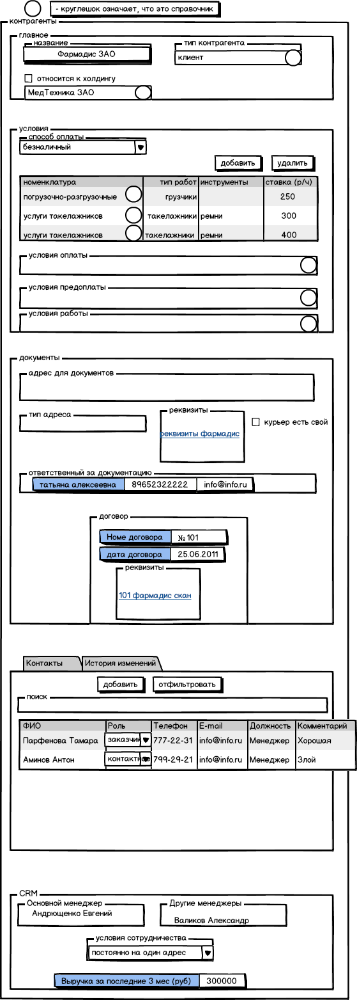 - круглешок означает, что это справочник
контрагенты
главное
название
тип контрагента
Фармадис ЗАО
клиент
относится к холдингу
МедТехника ЗАО
условия
способ оплаты
безналичный
добавить удалить
номенклатура тип работ инструменты ставка (р/ч)
погрузочно-разгрузочные грузчики 250
услуги такелажников такелажники ремни 300
услуги такелажников такелажники ремни 400
условия оплаты
условия предоплаты
условия работы
документы
адрес для документов
тип адреса
реквизиты
курьер есть свой
реквизиты фармадис
ответственный за документацию
татьяна алексеевна 89652322222 info@info.ru
договор
Номе договора № 101
дата договора 25.06.2011
реквизиты
101 фармадис скан
Контакты История изменений
добавить отфильтровать
поиск
ФИО Роль Телефон E-mail Должность Комментарий
Парфенова Тамара заказчик 777-22-31 info@info.ru Менеджер Хорошая
Аминов Антон контактное 799-29-21 info@info.ru Менеджер Злой
CRM
Основной менеджер Другие менеджеры
Андрющенко Евгений
Валиков Александр
условия сотрудничества
постоянно на один адрес
Выручка за последние 3 мес (руб) 300000